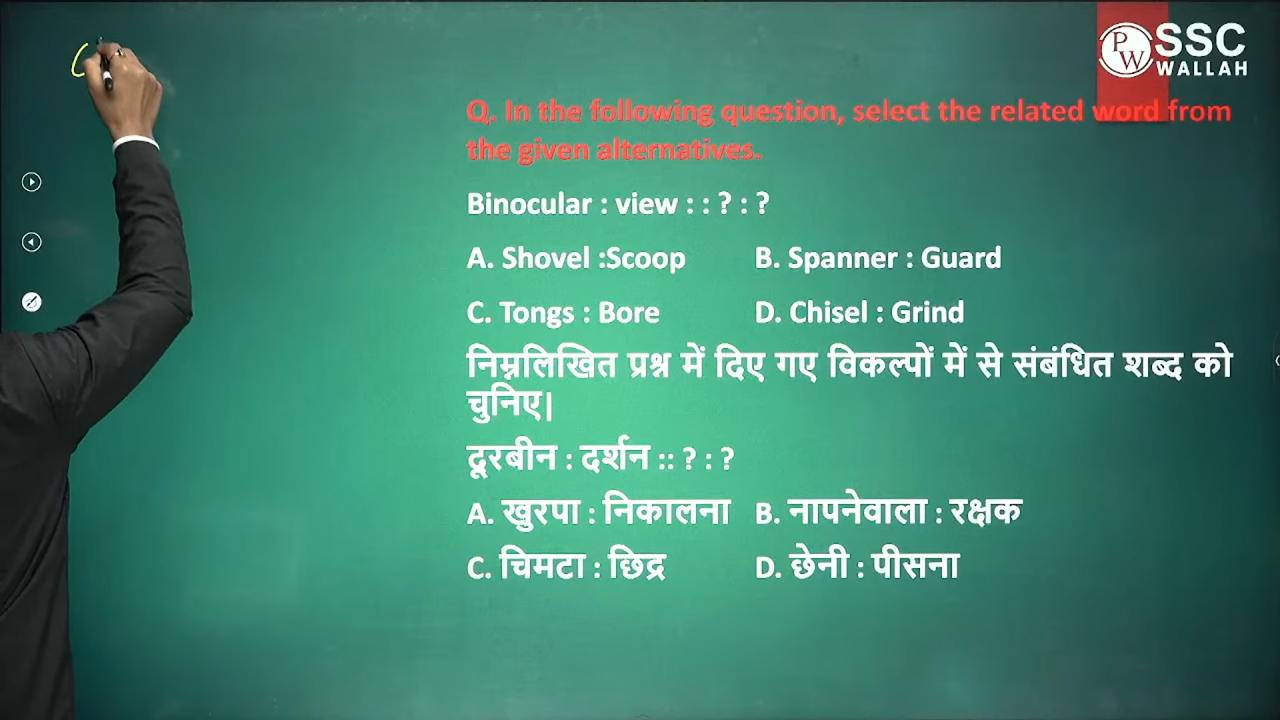 PW SSC
WALLAH
Q. In the following question, select the related word from
the given alternatives.
Binocular : view : : ? : ?
A. Shovel :Scoop B. Spanner : Guard
C. Tongs : Bore D. Chisel : Grind
निम्नलिखित प्रश्न में दिए गए विकल्पों में से संबंधित शब्द को
चुनिए|
दूरबीन : दर्शन :: ? : ?
A. खुरपा : निकालना B. नापनेवाला : रक्षक
C. चिमटा : छिद्र D. छेनी : पीसना